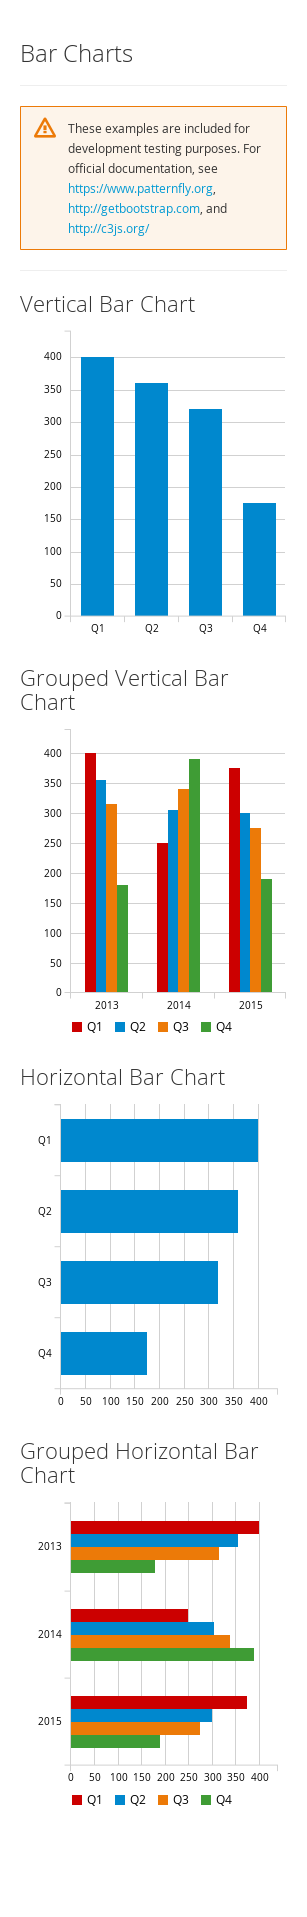 Bar Charts
These examples are included for
development testing purposes. For
official documentation, see
https://www.patternfly.org,
http://getbootstrap.com, and
http://c3js.org/
Vertical Bar Chart
400
350
300
250
200
150
100
50
0
Q1 Q2 Q3 Q4
Grouped Vertical Bar
Chart
400
350
300
250
200
150
100
50
0
2013 2014 2015
Q1 Q2 Q3 Q4
Horizontal Bar Chart
Q1
Q2
Q3
Q4
0 50 100 150 200 250 300 350 400
Grouped Horizontal Bar
Chart
2013
2014
2015
0 50 100 150 200 250 300 350 400
Q1 Q2 Q3 Q4